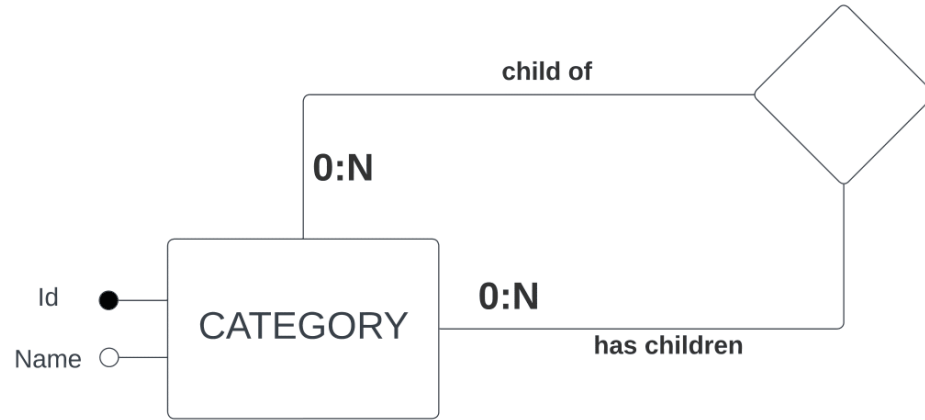 child of
0:N
Id
0:N
CATEGORY
has children
Name